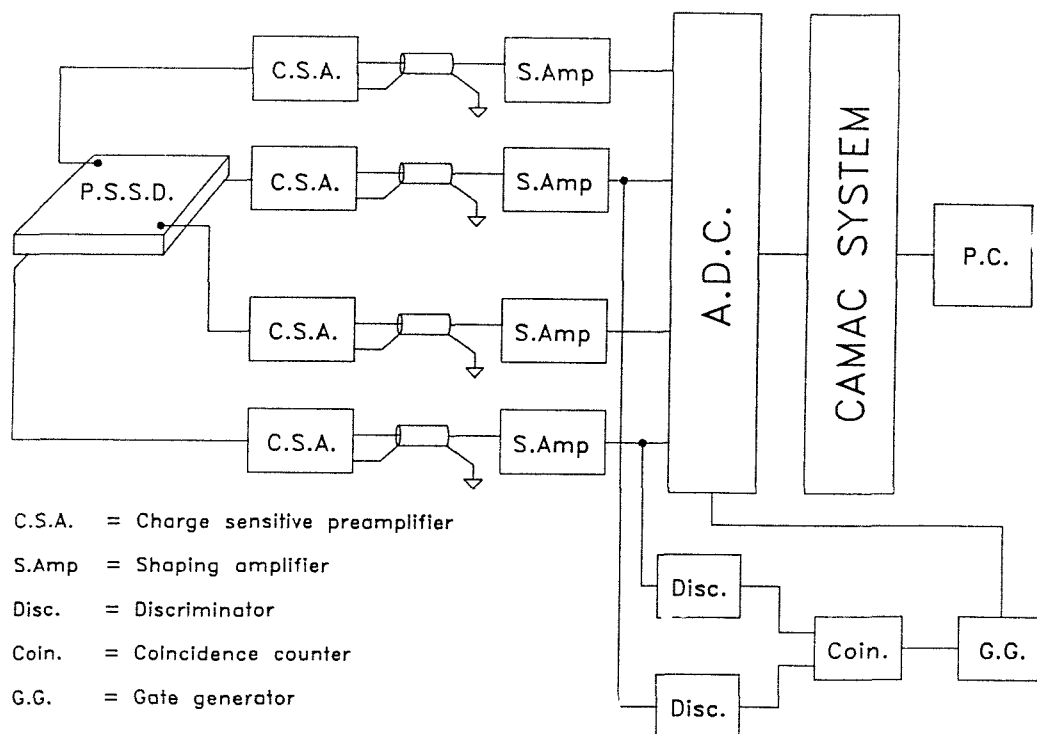 C.S.A.
S.Amp
P.S.S.D.
C.S.A.
S.Amp
C.S.A.
S.Amp
C.S.A.
S.Amp
A.D.C.
CAMAC SYSTEM
P.C.
C.S.A. = Charge sensitive preamplifier
S.Amp = Shaping amplifier
Disc. = Discriminator
Coin. = Coincidence counter
G.G. = Gate generator
Disc.
Coin.
G.G.
Disc.